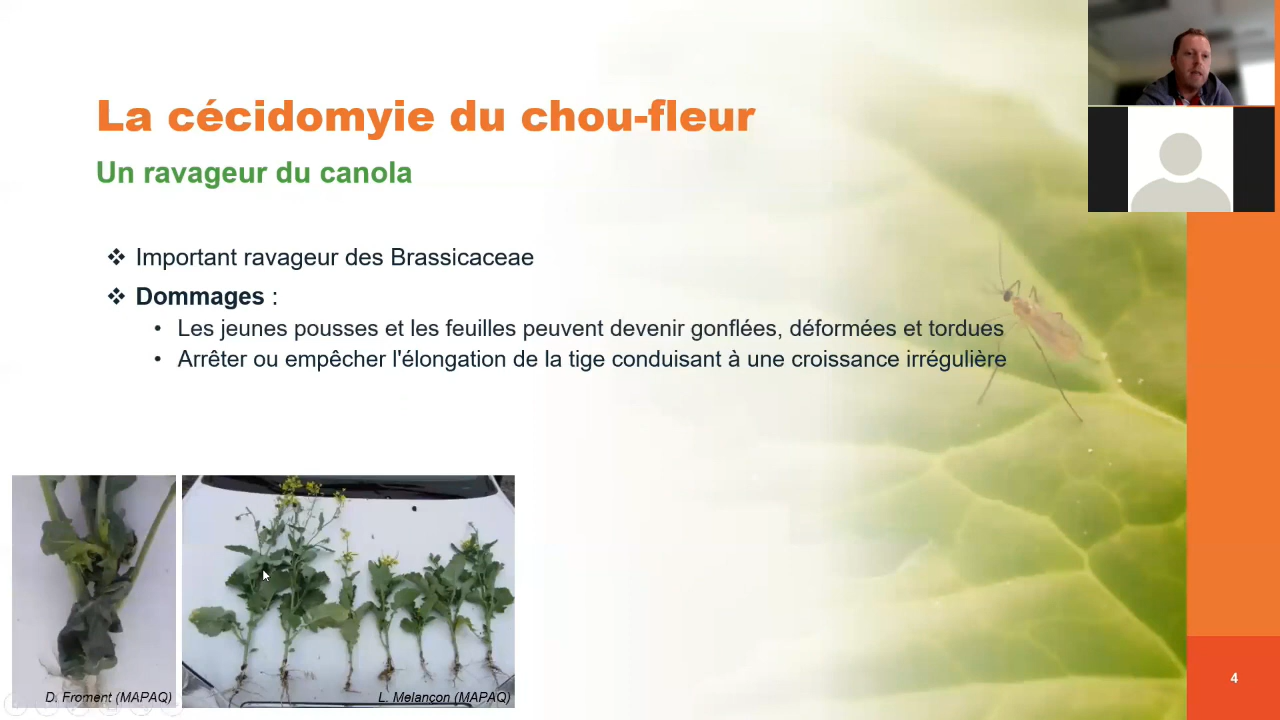 La cécidomyie du chou-fleur
Un ravageur du canola
❖ Important ravageur des Brassicaceae
❖ Dommages :
• Les jeunes pousses et les feuilles peuvent devenir gonflées, déformées et tordues
• Arrêter ou empêcher l'élongation de la tige conduisant à une croissance irrégulière
D. Froment (MAPAQ)
L. Melançon (MAPAQ)
4